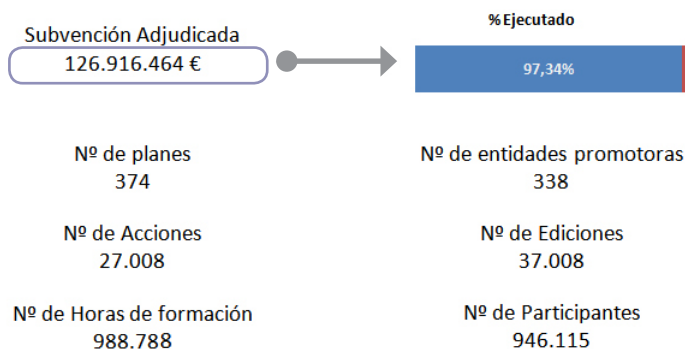 Subvención Adjudicada
126.916.464 €
%Ejecutado
97,34%
Nº de planes
374
Nº de entidades promotoras
338
Nº de Acciones
27.008
Nº de Ediciones
37.008
Nº de Horas de formación
988.788
Nº de Participantes
946.115